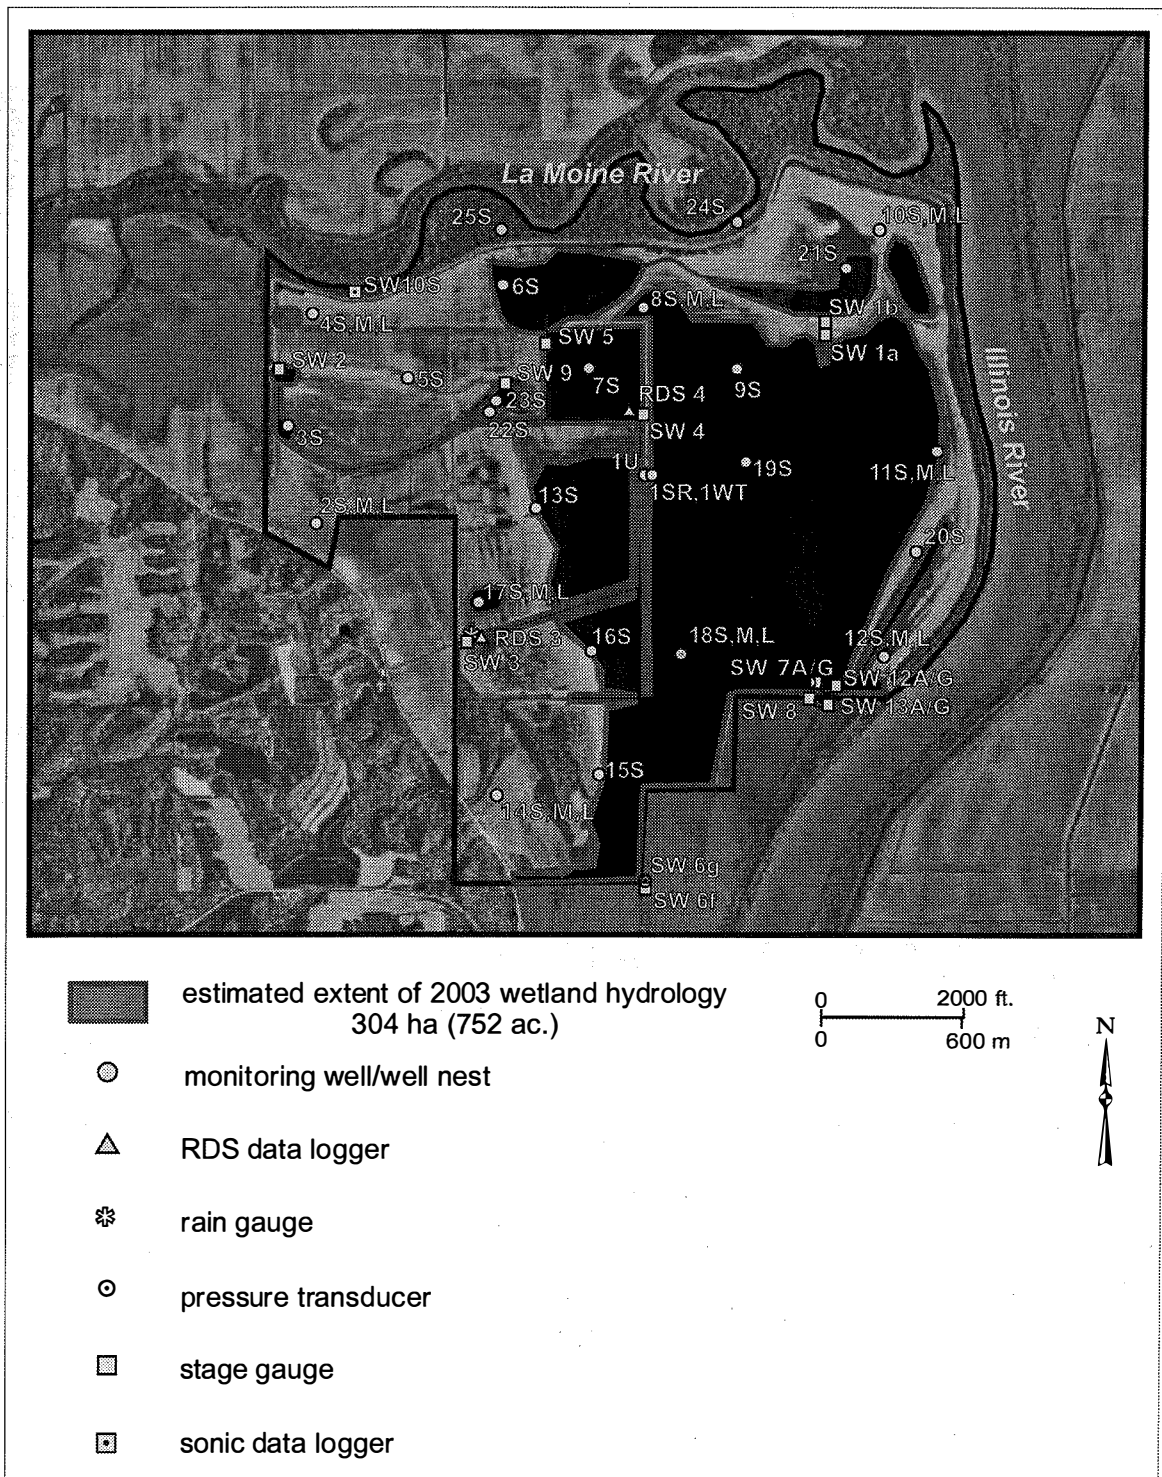 La Moine River
25S
24S
10S,M,L
21S
SW10S
6S
8S,M,L
SW 1b
4S,M,L
SW 5
SW 1a
SW 2
5S
SW 9
7S
9S
RDS 4
23S
22S
SW 4
3S
Illinois River
1U
19S
11S,M,L
1SR,1WT
13S
2S,M,L
20S
17S,M,L
RDS 3
16S
18S,M,L
12S,M,L
SW 3
SW 7A/G
SW 12A/G
SW 8
SW 13A/G
15S
14S,M,L
SW 6g
SW 6f
estimated extent of 2003 wetland hydrology
304 ha (752 ac.)
0 2000 ft.
0 600 m
N
monitoring well/well nest
RDS data logger
rain gauge
pressure transducer
stage gauge
sonic data logger